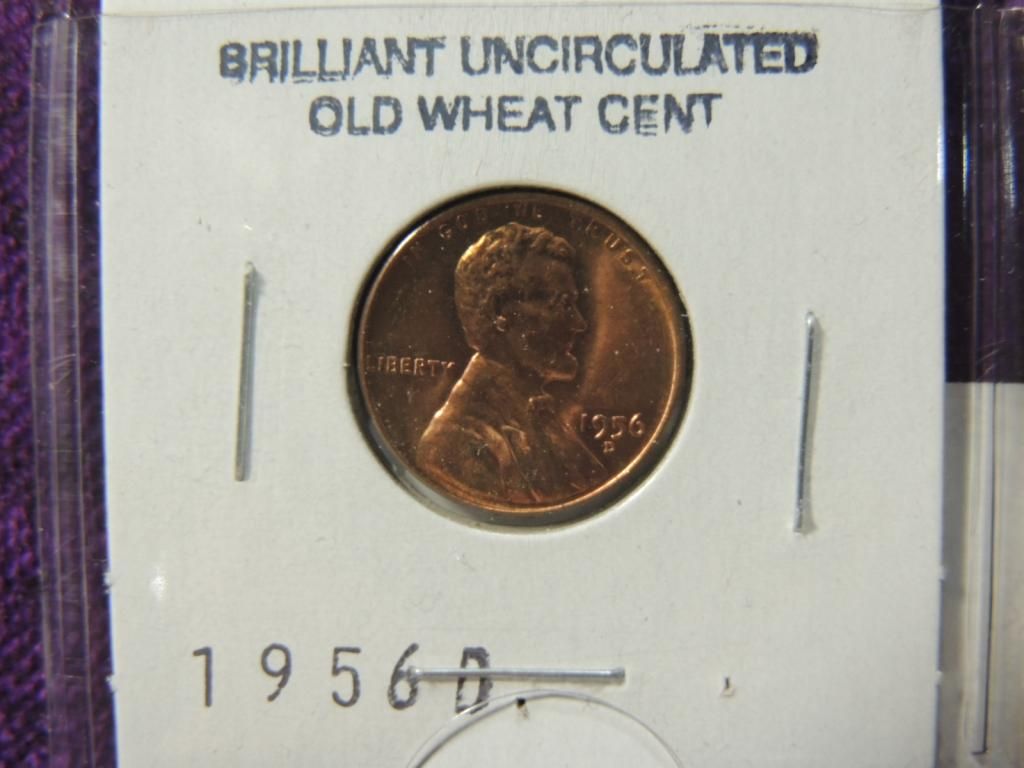 BRILLIANT UNCIRCULATED
OLD WHEAT CENT
IN GOD WE TRUST
LIBERTY
1956
D
1956D